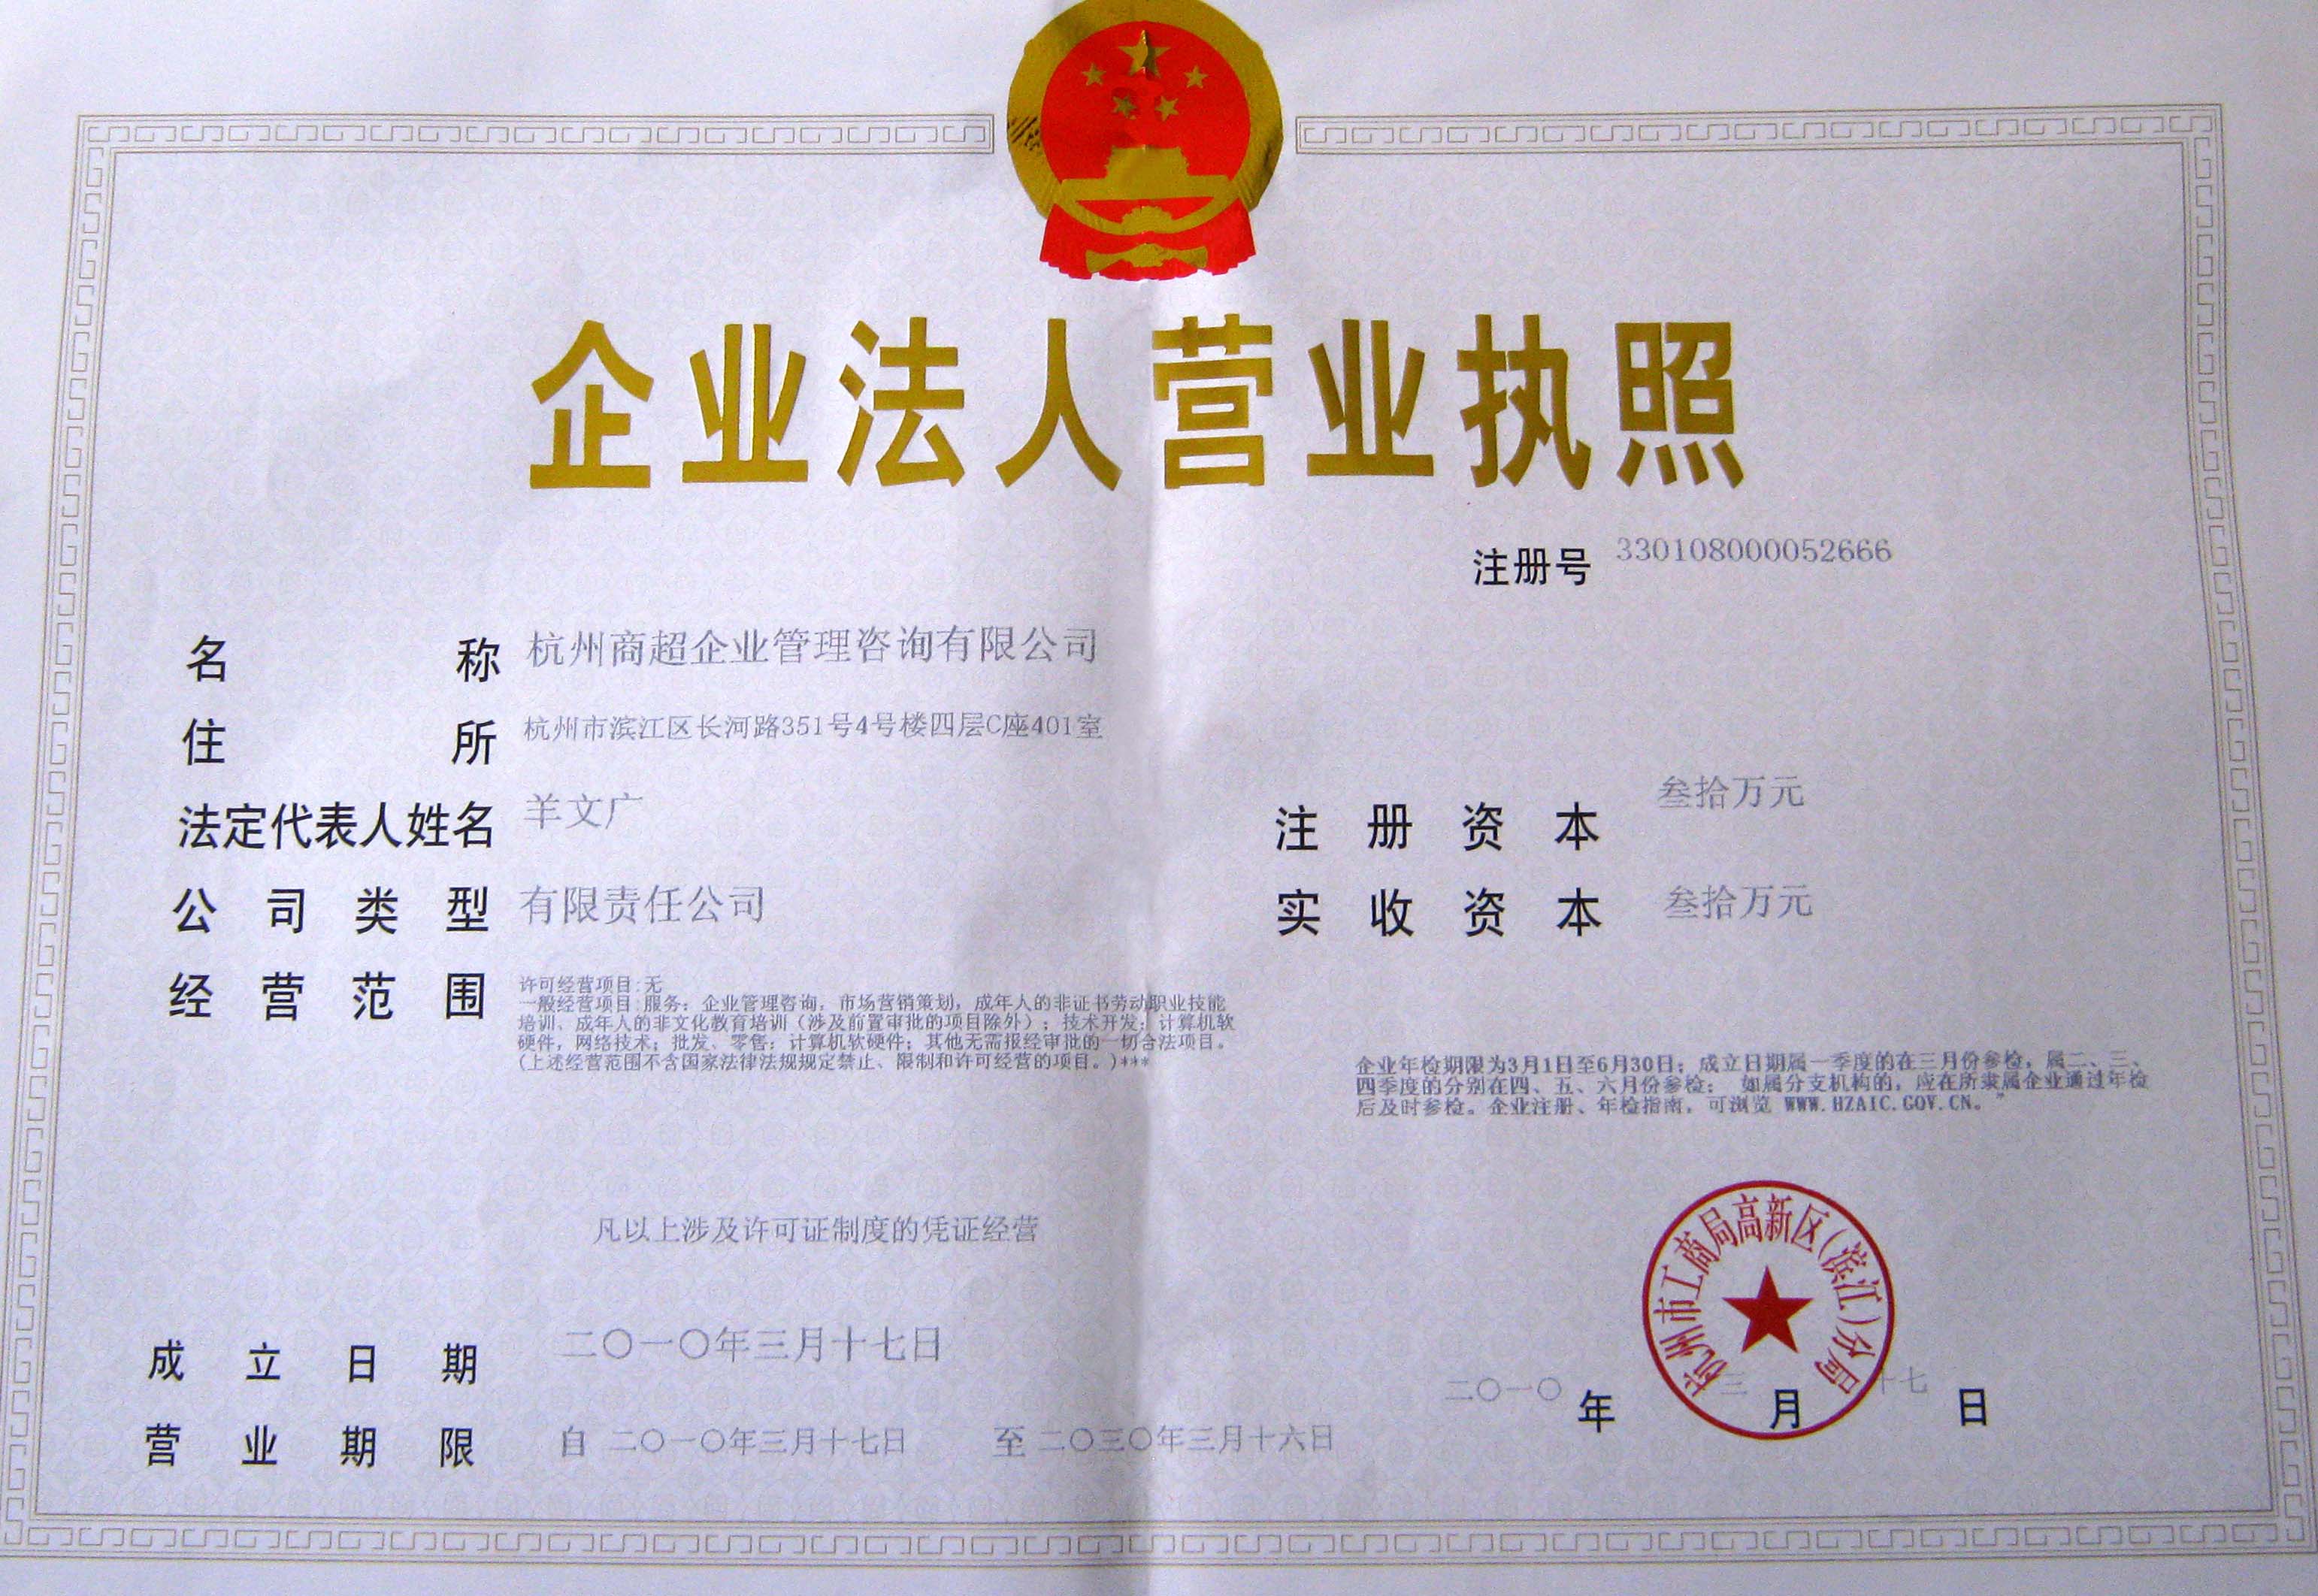 企业法人营业执照
注册号 330108000052666
名称 杭州商超企业管理咨询有限公司
住所 杭州市滨江区长河路351号4号楼四层C座401室
法定代表人姓名 羊文广
注册资本 叁拾万元
公司类型 有限责任公司
实收资本 叁拾万元
经营范围 许可经营项目:无
一般经营项目:服务：企业管理咨询，市场营销策划，成年人的非证书劳动职业技能
培训、成年人的非文化教育培训（涉及前置审批的项目除外）；技术开发：计算机软
硬件，网络技术；批发、零售：计算机软硬件；其他无需报经审批的一切合法项目。
(上述经营范围不含国家法律法规规定禁止、限制和许可经营的项目。)***
企业年检期限为3月1日至6月30日；成立日期属一季度的在三月份参检，属二、三、
四季度的分别在四、五、六月份参检； 如属分支机构的，应在所隶属企业通过年检
后及时参检。企业注册、年检指南，可浏览 WWW.HZAIC.GOV.CN。”
凡以上涉及许可证制度的凭证经营
杭州市工商局高新区(滨江)分局
成立日期 二〇一〇年三月十七日
二〇一〇年三月十七日
营业期限 自 二〇一〇年三月十七日 至 二〇三〇年三月十六日